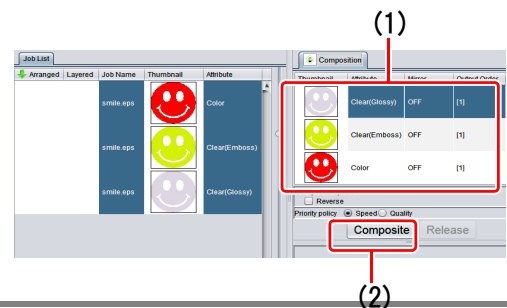 (1)
Job List
Composition
Arranged Layered Job Name Thumbnail Attribute
Thumbnail Attribute Mirror Output Order
smile.eps Color
smile.eps Clear(Emboss)
smile.eps Clear(Glossy)
Clear(Glossy) OFF [1]
Clear(Emboss) OFF [1]
Color OFF [1]
Reverse
Priority policy Speed Quality
Composite Release
(2)